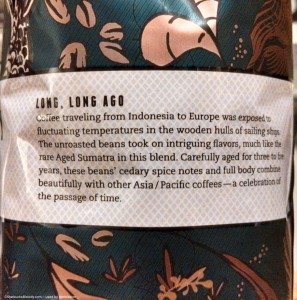 LONG, LONG AGO
Coffee traveling from Indonesia to Europe was exposed to
fluctuating temperatures in the wooden hulls of sailing ships.
The unroasted beans took on intriguing flavors, much like the
rare Aged Sumatra in this blend. Carefully aged for three to five
years, these beans' cedary spice notes and full body combine
beautifully with other Asia / Pacific coffees — a celebration of
the passage of time.